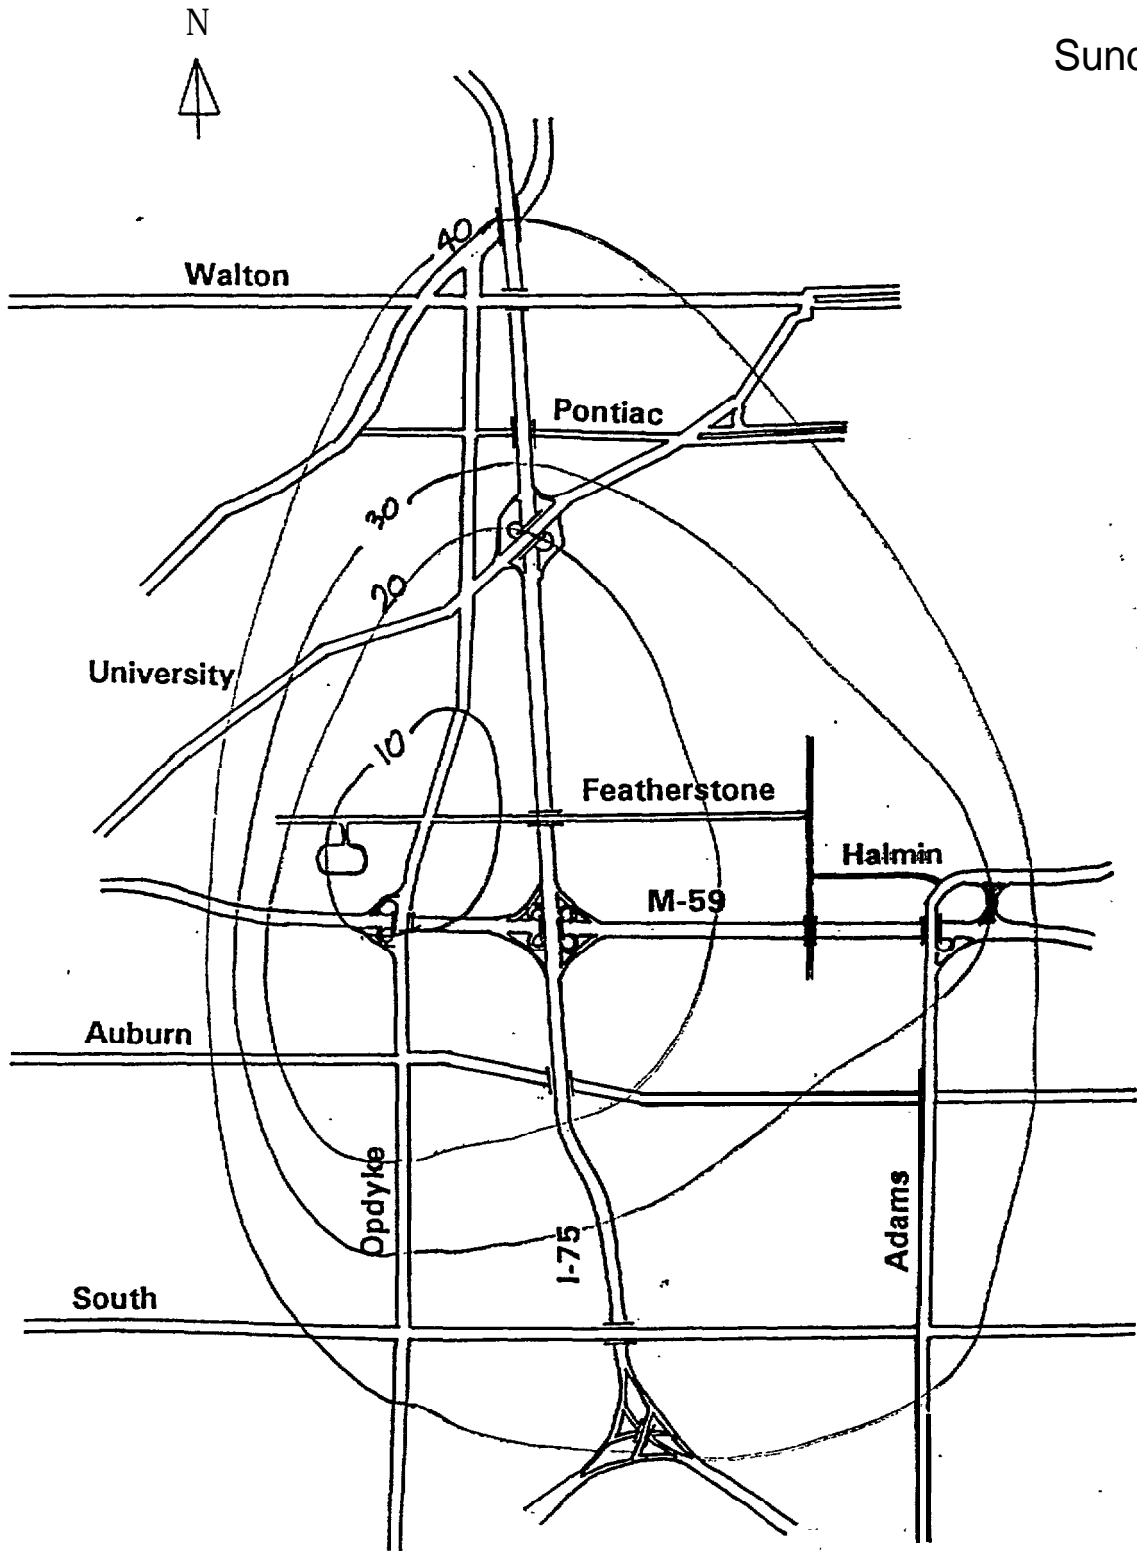 N
Sund
40
Walton
Pontiac
30
20
University
10
Featherstone
Halmin
M-59
Auburn
Opdyke
I-75
Adams
South